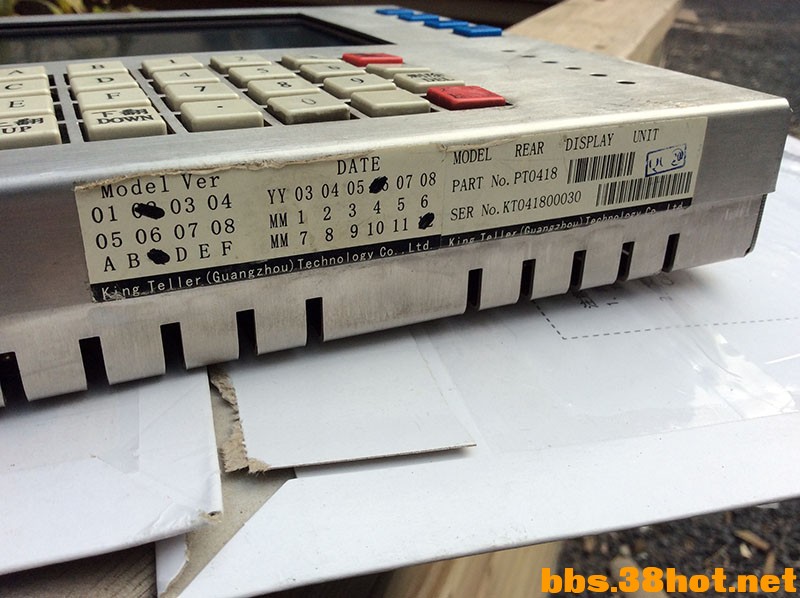 A B 1 2 3
C D 4 5 6
E F 7 8 9
UP 下翻 DOWN . 0
Model Ver
01 03 04
05 06 07 08
A B D E F
King Teller (Guangzhou) Technology Co., Ltd.
DATE
YY 03 04 05 07 08
MM 1 2 3 4 5 6
MM 7 8 9 10 11
MODEL REAR DISPLAY UNIT
PART No. PT0418
SER No. KT041800030
King Teller (Guangzhou) Technology Co., Ltd.
bbs.38hot.net